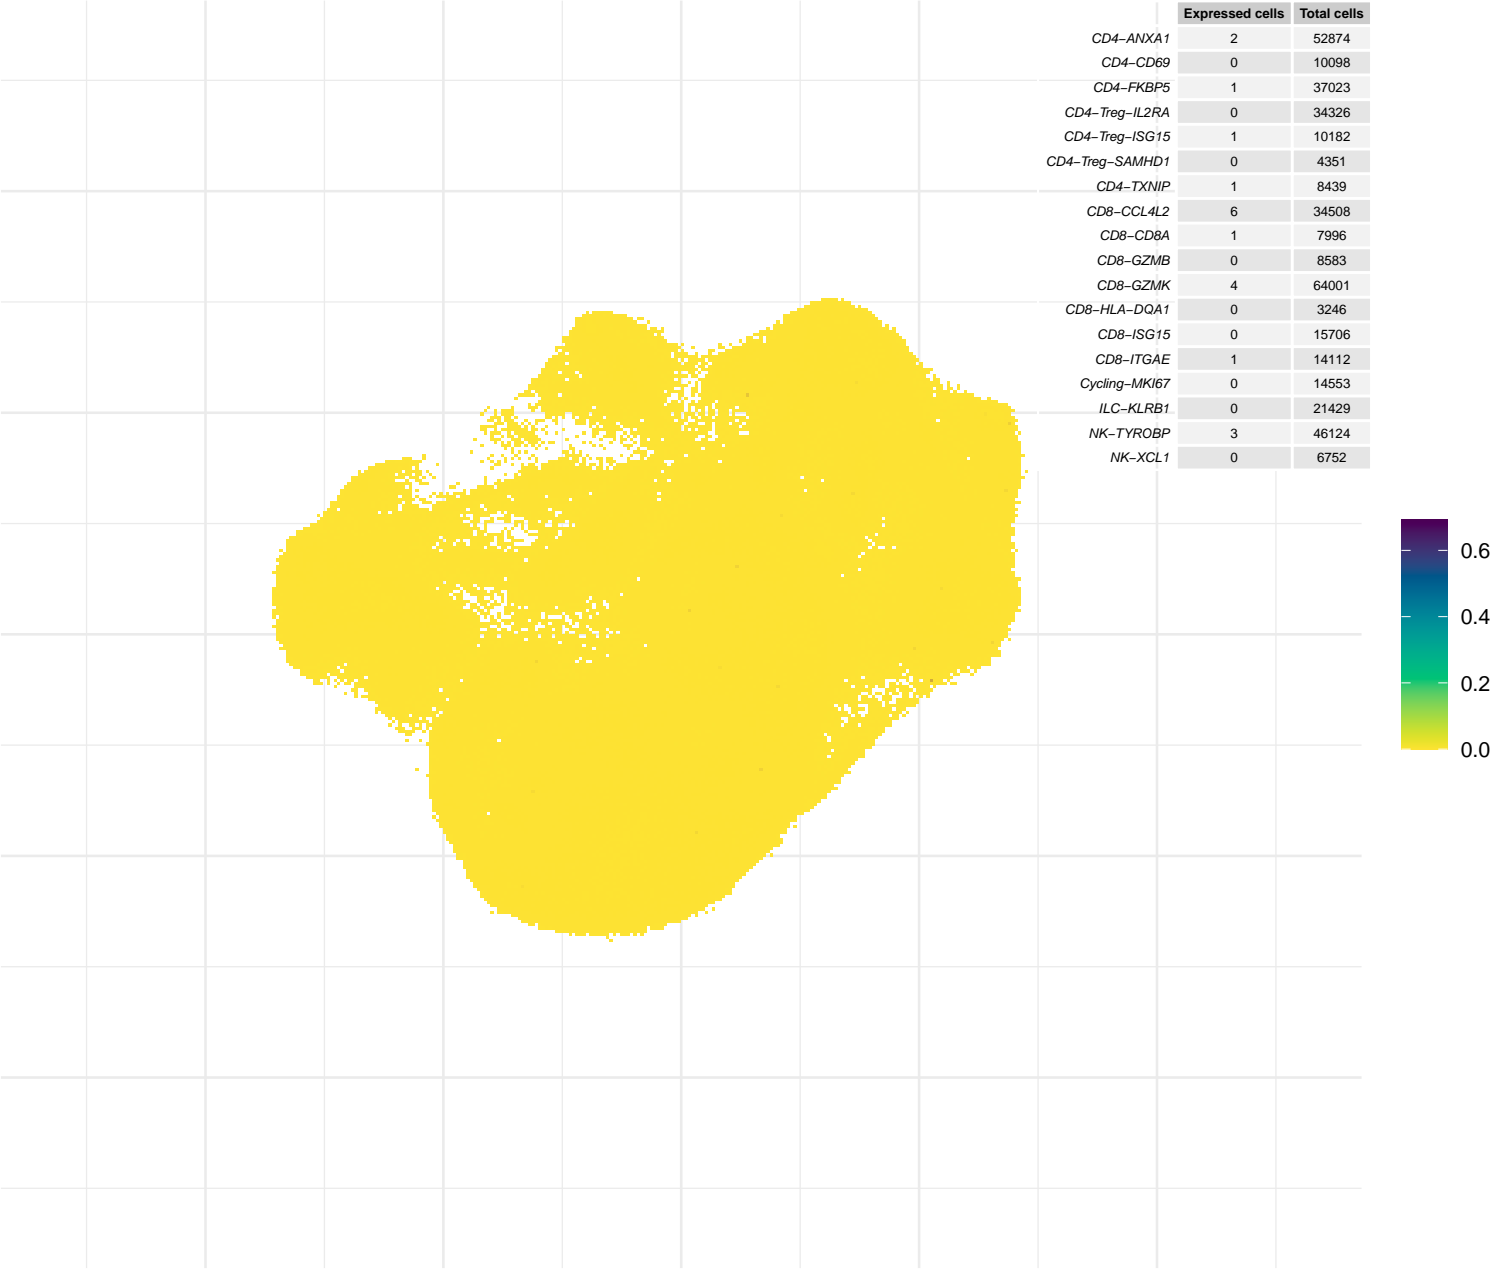 Expressed cells Total cells
CD4−ANXA1 2 52874
CD4−CD69 0 10098
CD4−FKBP5 1 37023
CD4−Treg−IL2RA 0 34326
CD4−Treg−ISG15 1 10182
CD4−Treg−SAMHD1 0 4351
CD4−TXNIP 1 8439
CD8−CCL4L2 6 34508
CD8−CD8A 1 7996
CD8−GZMB 0 8583
CD8−GZMK 4 64001
CD8−HLA−DQA1 0 3246
CD8−ISG15 0 15706
CD8−ITGAE 1 14112
Cycling−MKI67 0 14553
ILC−KLRB1 0 21429
NK−TYROBP 3 46124
NK−XCL1 0 6752
0.6
0.4
0.2
0.0